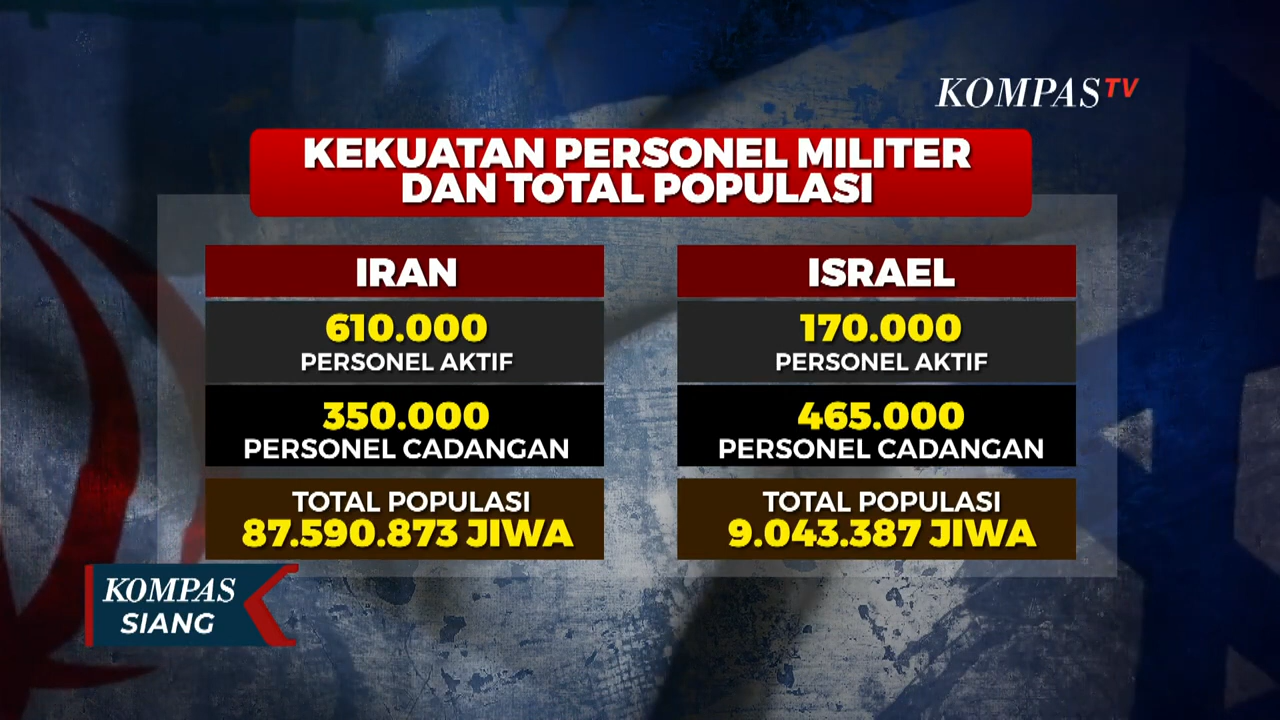 KOMPASTV
KEKUATAN PERSONEL MILITER
DAN TOTAL POPULASI
IRAN
610.000
PERSONEL AKTIF
350.000
PERSONEL CADANGAN
TOTAL POPULASI
87.590.873 JIWA
ISRAEL
170.000
PERSONEL AKTIF
465.000
PERSONEL CADANGAN
TOTAL POPULASI
9.043.387 JIWA
KOMPAS
SIANG